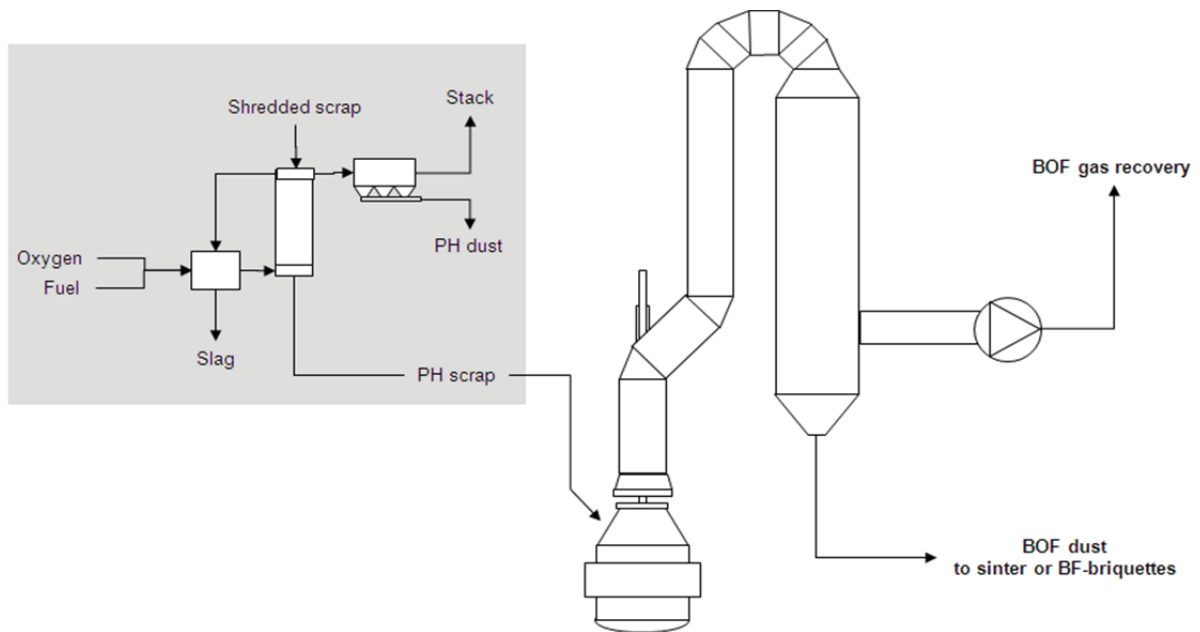 Shredded scrap
Stack
PH dust
Oxygen
Fuel
Slag
PH scrap
BOF gas recovery
BOF dust
to sinter or BF-briquettes